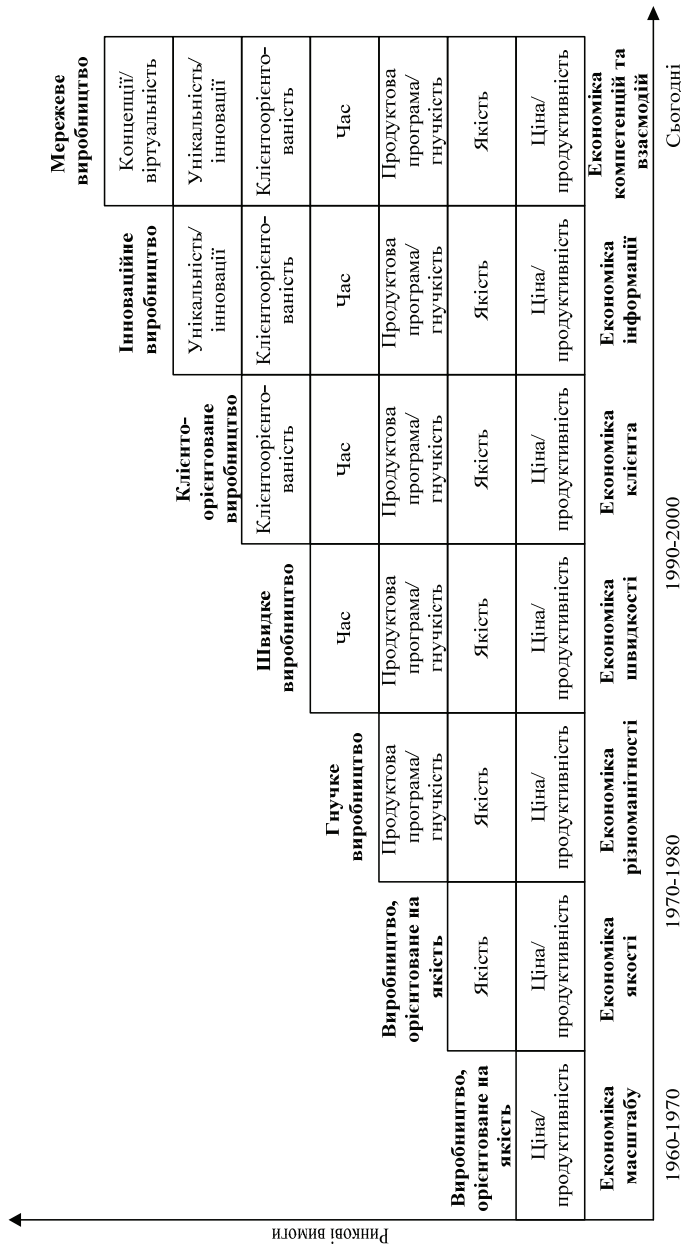 Ринкові вимоги
Виробництво,
орієнтоване на
якість
Ціна/
продуктивність
Економіка
масштабу
Виробництво,
орієнтоване на
якість
Якість
Ціна/
продуктивність
Економіка
якості
Гнучке
виробництво
Продуктова
програма/
гнучкість
Якість
Ціна/
продуктивність
Економіка
різноманітності
Швидке
виробництво
Час
Продуктова
програма/
гнучкість
Якість
Ціна/
продуктивність
Економіка
швидкості
Клієнто-
орієнтоване
виробництво
Клієнтоорієнто-
ваність
Час
Продуктова
програма/
гнучкість
Якість
Ціна/
продуктивність
Економіка
клієнта
Інноваційне
виробництво
Унікальність/
інновації
Клієнтоорієнто-
ваність
Час
Продуктова
програма/
гнучкість
Якість
Ціна/
продуктивність
Економіка
інформації
Мережеве
виробництво
Концепції/
віртуальність
Унікальність/
інновації
Клієнтоорієнто-
ваність
Час
Продуктова
програма/
гнучкість
Якість
Ціна/
продуктивність
Економіка
компетенцій та
взаємодій
1960-1970
1970-1980
1990-2000
Сьогодні